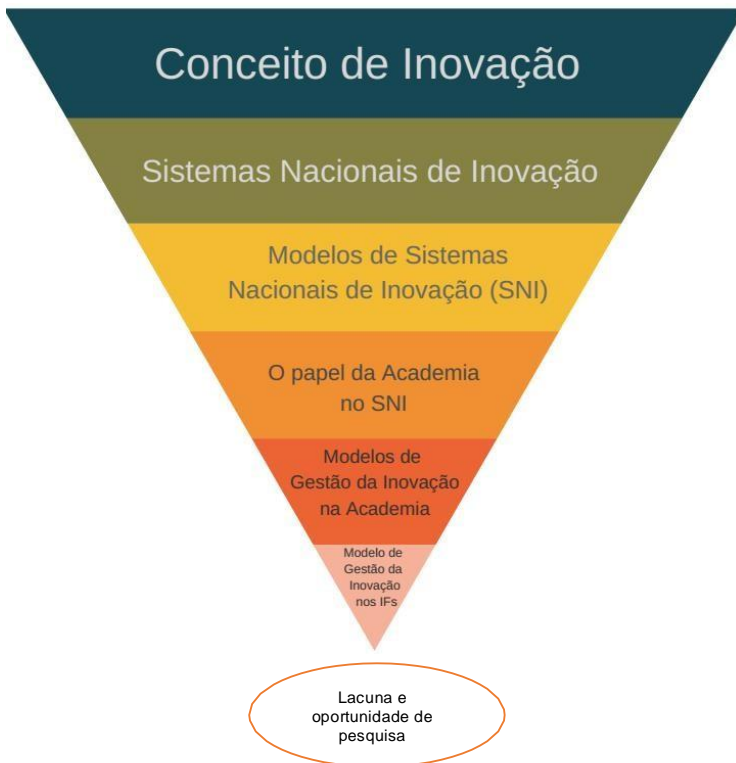 Conceito de Inovação
Sistemas Nacionais de Inovação
Modelos de Sistemas
Nacionais de Inovação (SNI)
O papel da Academia
no SNI
Modelos de
Gestão da Inovação
na Academia
Modelo de
Gestão da
Inovação
nos IFs
Lacuna e
oportunidade de
pesquisa